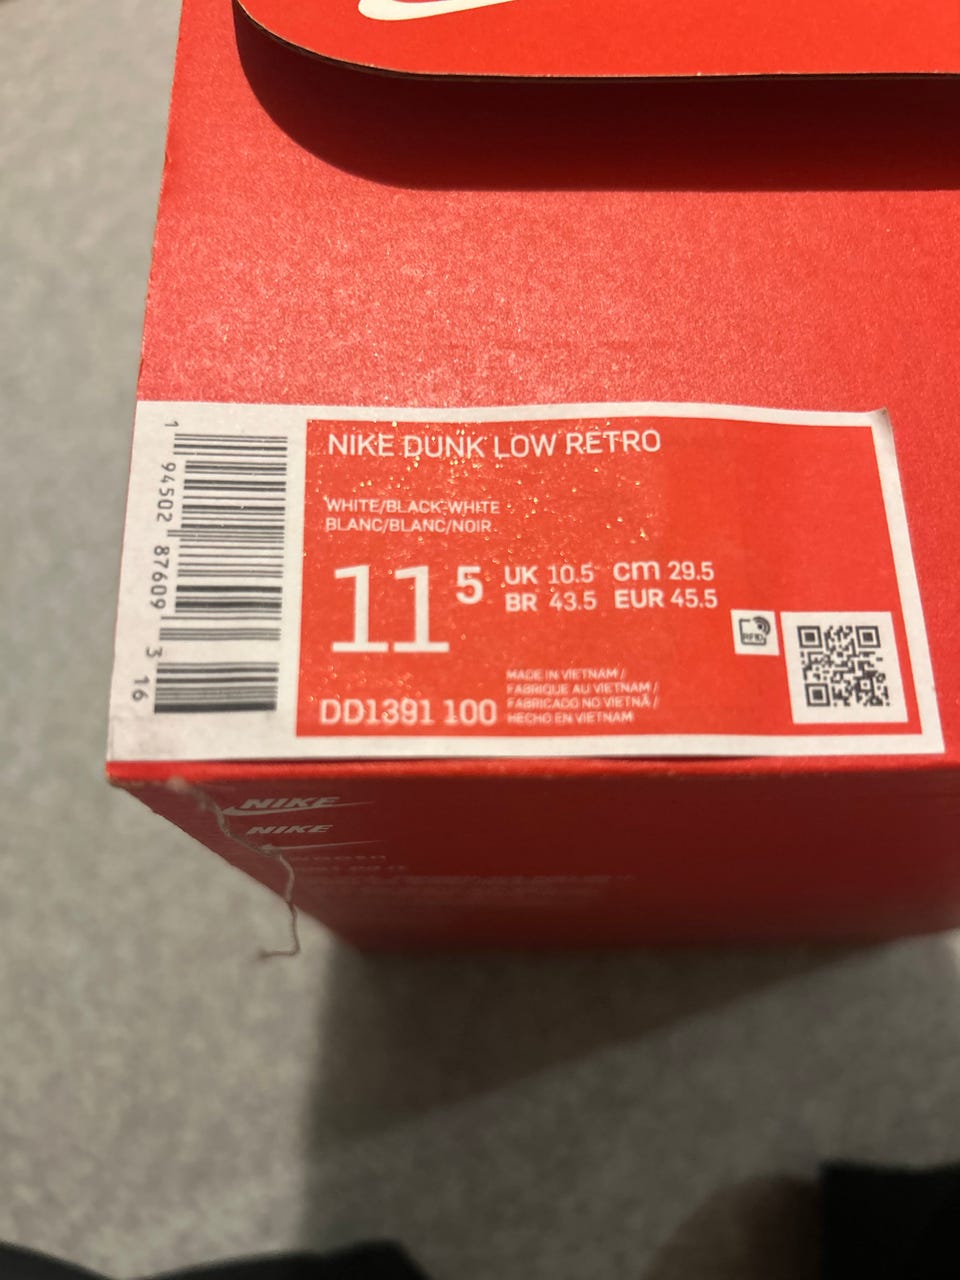 NIKE DUNK LOW RETRO
WHITE/BLACK-WHITE
BLANC/BLANC/NOIR
11 5
UK 10.5 cm 29.5
BR 43.5 EUR 45.5
RFID
MADE IN VIETNAM /
FABRIQUE AU VIETNAM /
FABRICADO NO VIETNÃ /
HECHO EN VIETNAM
DD1391 100
1 94502 87609 3 16
NIKE
NIKE